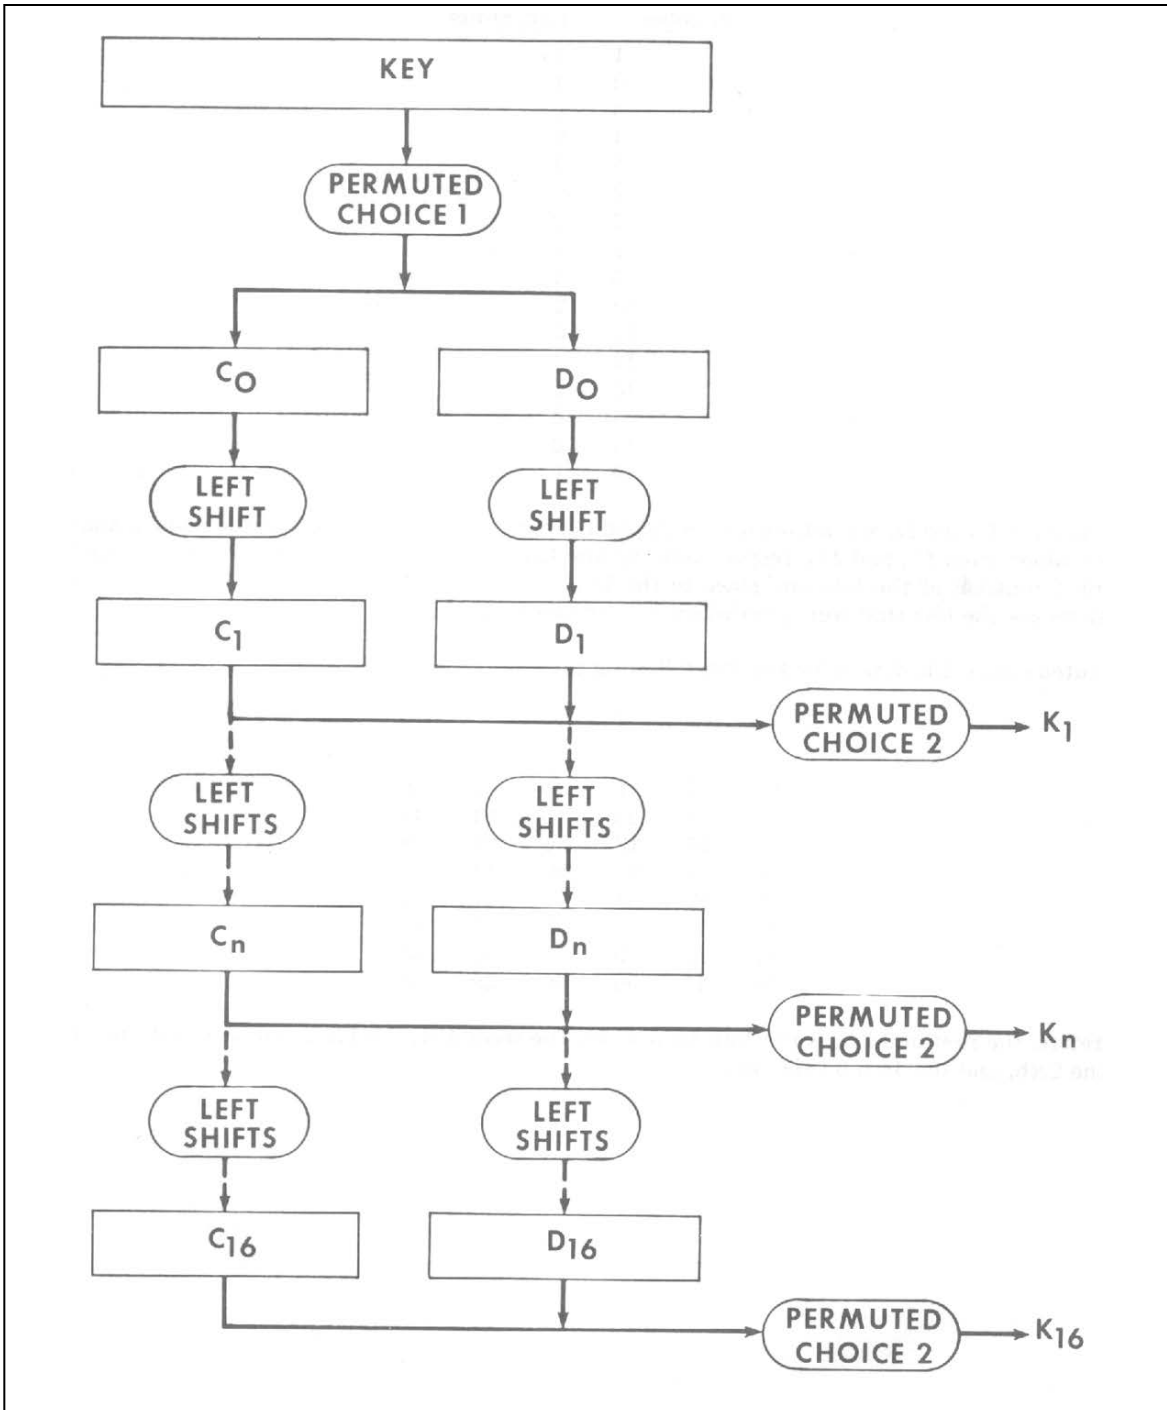 KEY
PERMUTED
CHOICE 1
C0
D0
LEFT
SHIFT
LEFT
SHIFT
C1
D1
PERMUTED
CHOICE 2
K1
LEFT
SHIFTS
LEFT
SHIFTS
Cn
Dn
PERMUTED
CHOICE 2
Kn
LEFT
SHIFTS
LEFT
SHIFTS
C16
D16
PERMUTED
CHOICE 2
K16